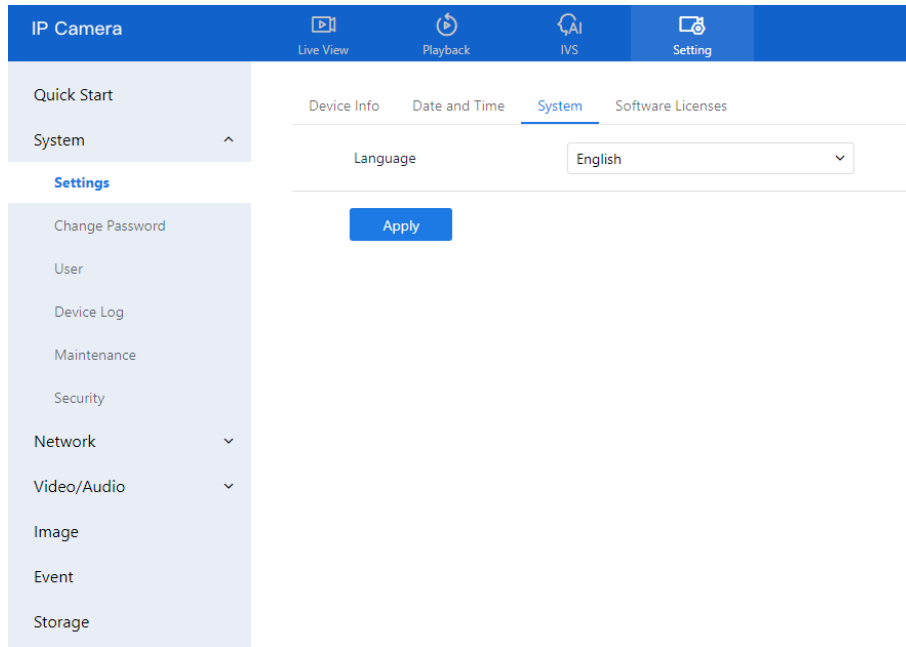 IP Camera
Live View
Playback
AI
IVS
Setting
Quick Start
System
Settings
Change Password
User
Device Log
Maintenance
Security
Network
Video/Audio
Image
Event
Storage
Device Info
Date and Time
System
Software Licenses
Language
English
Apply